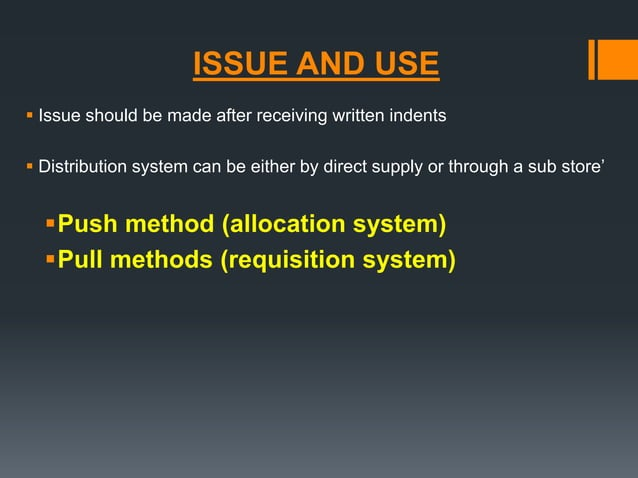 ISSUE AND USE
▪ Issue should be made after receiving written indents
▪ Distribution system can be either by direct supply or through a sub store’
▪Push method (allocation system)
▪Pull methods (requisition system)